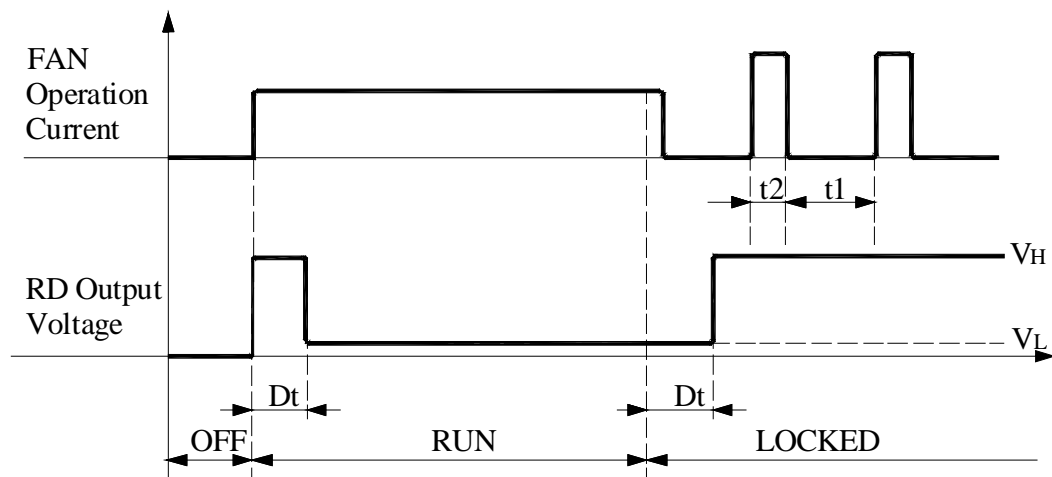 FAN
Operation
Current
t2
t1
VH
RD Output
Voltage
VL
Dt
Dt
OFF
RUN
LOCKED